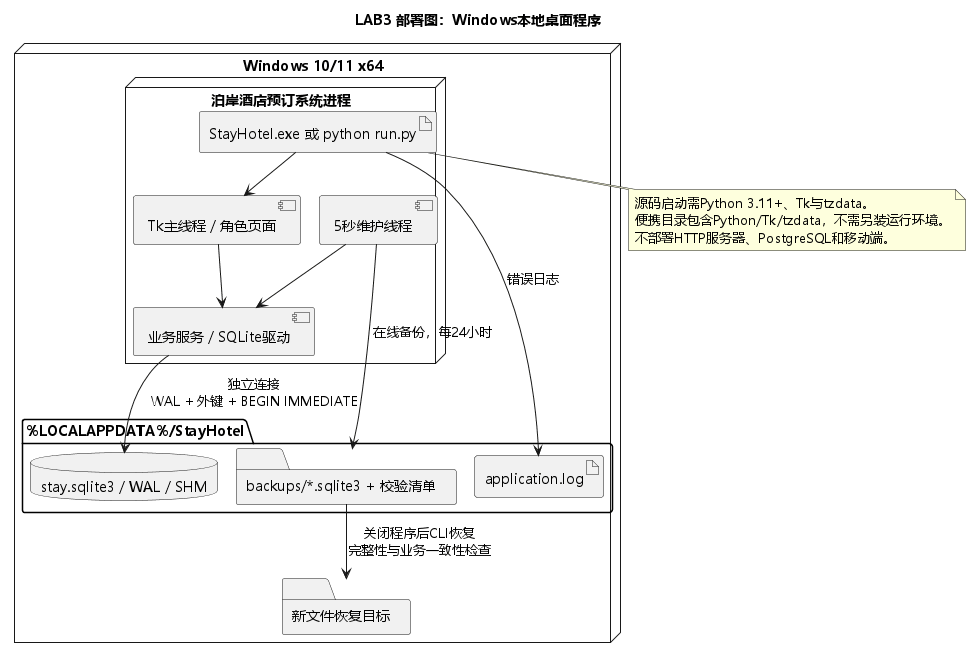 LAB3 部署图：Windows本地桌面程序
Windows 10/11 x64
泊岸酒店预订系统进程
StayHotel.exe 或 python run.py
源码启动需Python 3.11+、Tk与tzdata。
便携目录包含Python/Tk/tzdata，不需另装运行环境。
不部署HTTP服务器、PostgreSQL和移动端。
Tk主线程 / 角色页面
5秒维护线程
错误日志
业务服务 / SQLite驱动
在线备份，每24小时
独立连接
WAL + 外键 + BEGIN IMMEDIATE
%LOCALAPPDATA%/StayHotel
stay.sqlite3 / WAL / SHM
backups/*.sqlite3 + 校验清单
application.log
关闭程序后CLI恢复
完整性与业务一致性检查
新文件恢复目标